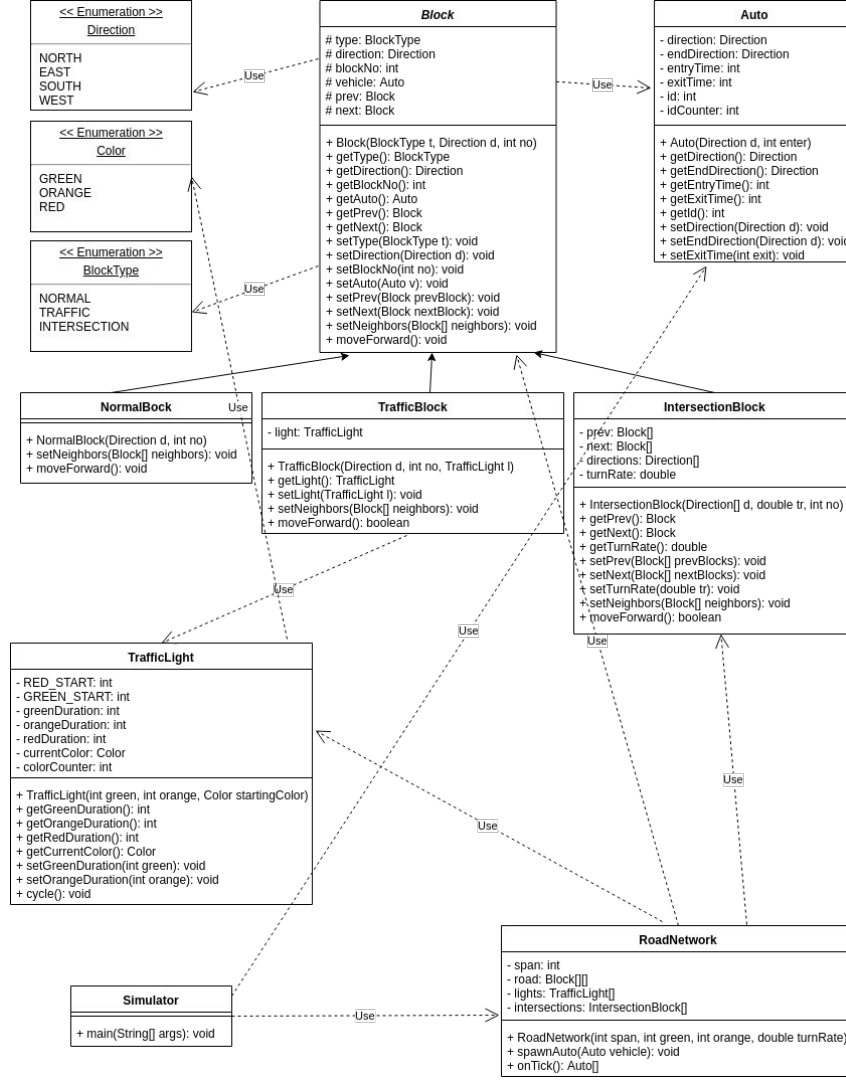 << Enumeration >>
Direction
NORTH
EAST
SOUTH
WEST
<< Enumeration >>
Color
GREEN
ORANGE
RED
<< Enumeration >>
BlockType
NORMAL
TRAFFIC
INTERSECTION
Use
Use
Block
# type: BlockType
# direction: Direction
# blockNo: int
# vehicle: Auto
# prev: Block
# next: Block
+ Block(BlockType t, Direction d, int no)
+ getType(): BlockType
+ getDirection(): Direction
+ getBlockNo(): int
+ getAuto(): Auto
+ getPrev(): Block
+ getNext(): Block
+ setType(BlockType t): void
+ setDirection(Direction d): void
+ setBlockNo(int no): void
+ setAuto(Auto v): void
+ setPrev(Block prevBlock): void
+ setNext(Block nextBlock): void
+ setNeighbors(Block[] neighbors): void
+ moveForward(): void
Use
Auto
- direction: Direction
- endDirection: Direction
- entryTime: int
- exitTime: int
- id: int
- idCounter: int
+ Auto(Direction d, int enter)
+ getDirection(): Direction
+ getEndDirection(): Direction
+ getEntryTime(): int
+ getExitTime(): int
+ getId(): int
+ setDirection(Direction d): void
+ setEndDirection(Direction d): void
+ setExitTime(int exit): void
NormalBock
+ NormalBlock(Direction d, int no)
+ setNeighbors(Block[] neighbors): void
+ moveForward(): void
Use
TrafficBlock
- light: TrafficLight
+ TrafficBlock(Direction d, int no, TrafficLight l)
+ getLight(): TrafficLight
+ setLight(TrafficLight l): void
+ setNeighbors(Block[] neighbors): void
+ moveForward(): boolean
IntersectionBlock
- prev: Block[]
- next: Block[]
- directions: Direction[]
- turnRate: double
+ IntersectionBlock(Direction[] d, double tr, int no)
+ getPrev(): Block
+ getNext(): Block
+ getTurnRate(): double
+ setPrev(Block[] prevBlocks): void
+ setNext(Block[] nextBlocks): void
+ setTurnRate(double tr): void
+ setNeighbors(Block[] neighbors): void
+ moveForward(): boolean
Use
Use
Use
Use
Use
TrafficLight
- RED_START: int
- GREEN_START: int
- greenDuration: int
- orangeDuration: int
- redDuration: int
- currentColor: Color
- colorCounter: int
+ TrafficLight(int green, int orange, Color startingColor)
+ getGreenDuration(): int
+ getOrangeDuration(): int
+ getRedDuration(): int
+ getCurrentColor(): Color
+ setGreenDuration(int green): void
+ setOrangeDuration(int orange): void
+ cycle(): void
Simulator
+ main(String[] args): void
Use
RoadNetwork
- span: int
- road: Block[][]
- lights: TrafficLight[]
- intersections: IntersectionBlock[]
+ RoadNetwork(int span, int green, int orange, double turnRate)
+ spawnAuto(Auto vehicle): void
+ onTick(): Auto[]